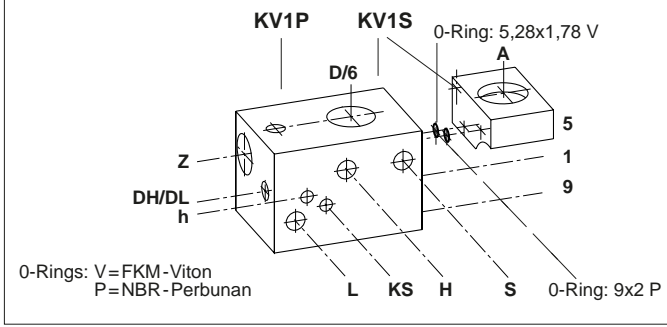 KV1P KV1S
0-Ring: 5,28x1,78 V
A
D/6
5
Z
1
DH/DL
9
h
0-Rings: V=FKM-Viton
P=NBR-Perbunan
L KS H S 0-Ring: 9x2 P